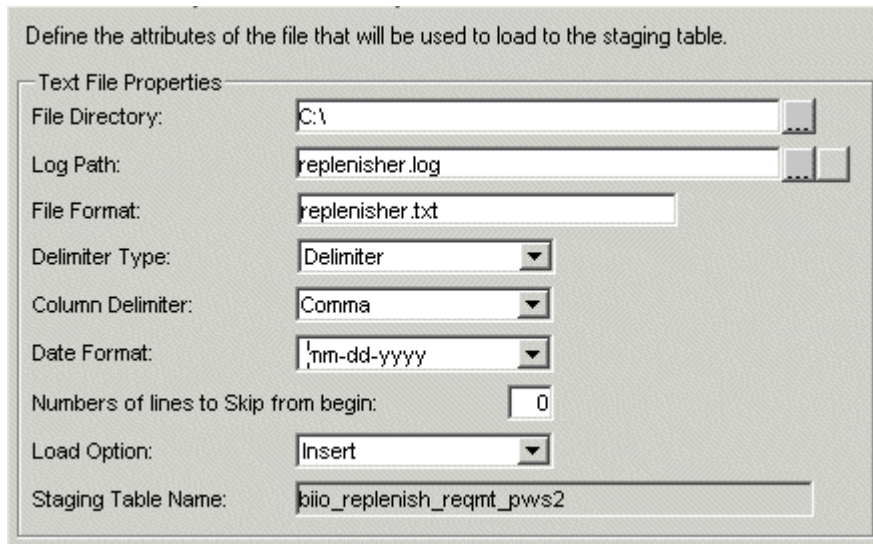 Define the attributes of the file that will be used to load to the staging table.
Text File Properties
File Directory: C:\ ...
Log Path: replenisher.log ...
File Format: replenisher.txt
Delimiter Type: Delimiter
Column Delimiter: Comma
Date Format: mm-dd-yyyy
Numbers of lines to Skip from begin: 0
Load Option: Insert
Staging Table Name: biio_replenish_reqmt_pws2